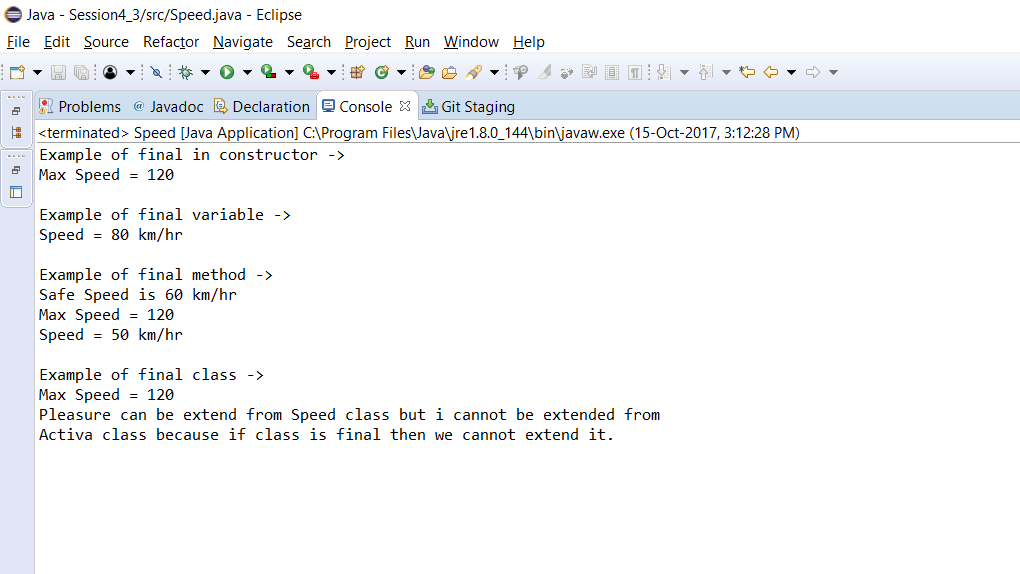 Java - Session4_3/src/Speed.java - Eclipse
File Edit Source Refactor Navigate Search Project Run Window Help
Problems @ Javadoc Declaration Console Git Staging
<terminated> Speed [Java Application] C:\Program Files\Java\jre1.8.0_144\bin\javaw.exe (15-Oct-2017, 3:12:28 PM)
Example of final in constructor ->
Max Speed = 120
Example of final variable ->
Speed = 80 km/hr
Example of final method ->
Safe Speed is 60 km/hr
Max Speed = 120
Speed = 50 km/hr
Example of final class ->
Max Speed = 120
Pleasure can be extend from Speed class but i cannot be extended from
Activa class because if class is final then we cannot extend it.